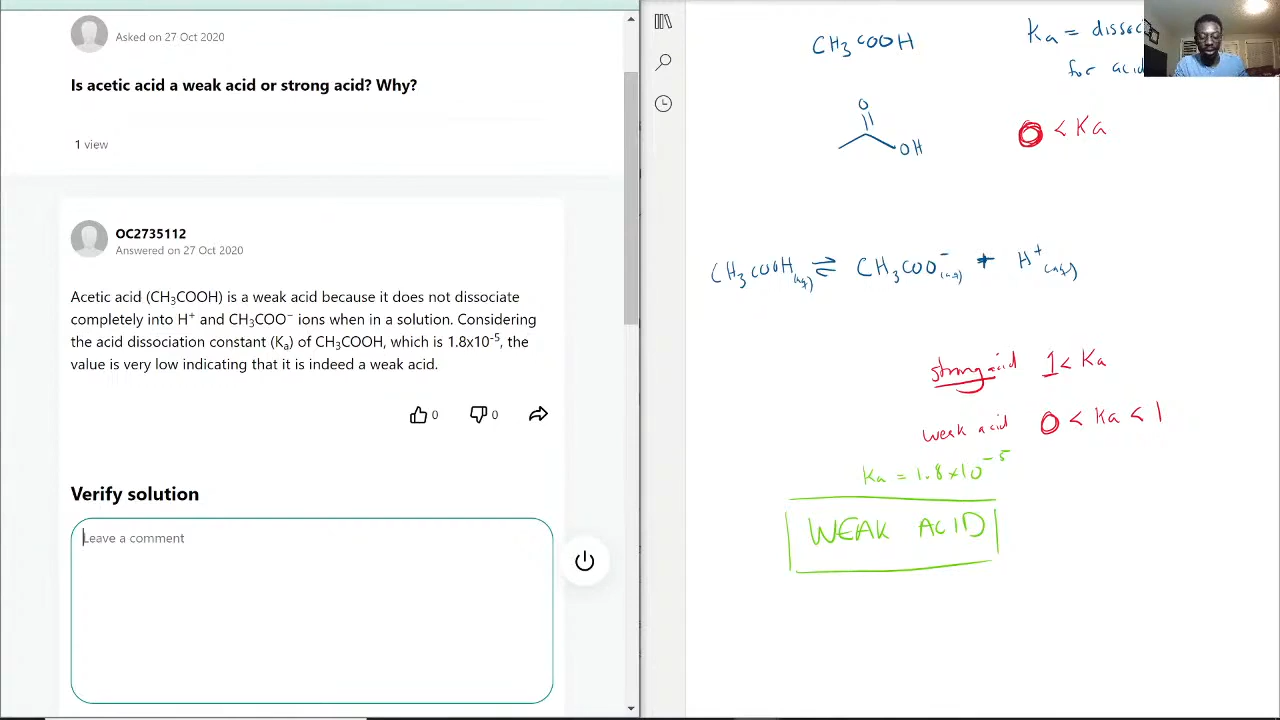 Asked on 27 Oct 2020
Is acetic acid a weak acid or strong acid? Why?
1 view
OC2735112
Answered on 27 Oct 2020
Acetic acid (CH₃COOH) is a weak acid because it does not dissociate
completely into H⁺ and CH₃COO⁻ ions when in a solution. Considering
the acid dissociation constant (Kₐ) of CH₃COOH, which is 1.8x10⁻⁵, the
value is very low indicating that it is indeed a weak acid.
0 0
Verify solution
Leave a comment
CH₃COOH
Ka = dissoci
for acid
O
OH
0 < Ka
CH₃COOH(aq) ⇌ CH₃COO⁻(aq) + H⁺(aq)
strong acid 1 < Ka
weak acid 0 < Ka < 1
Ka = 1.8×10⁻⁵
WEAK ACID